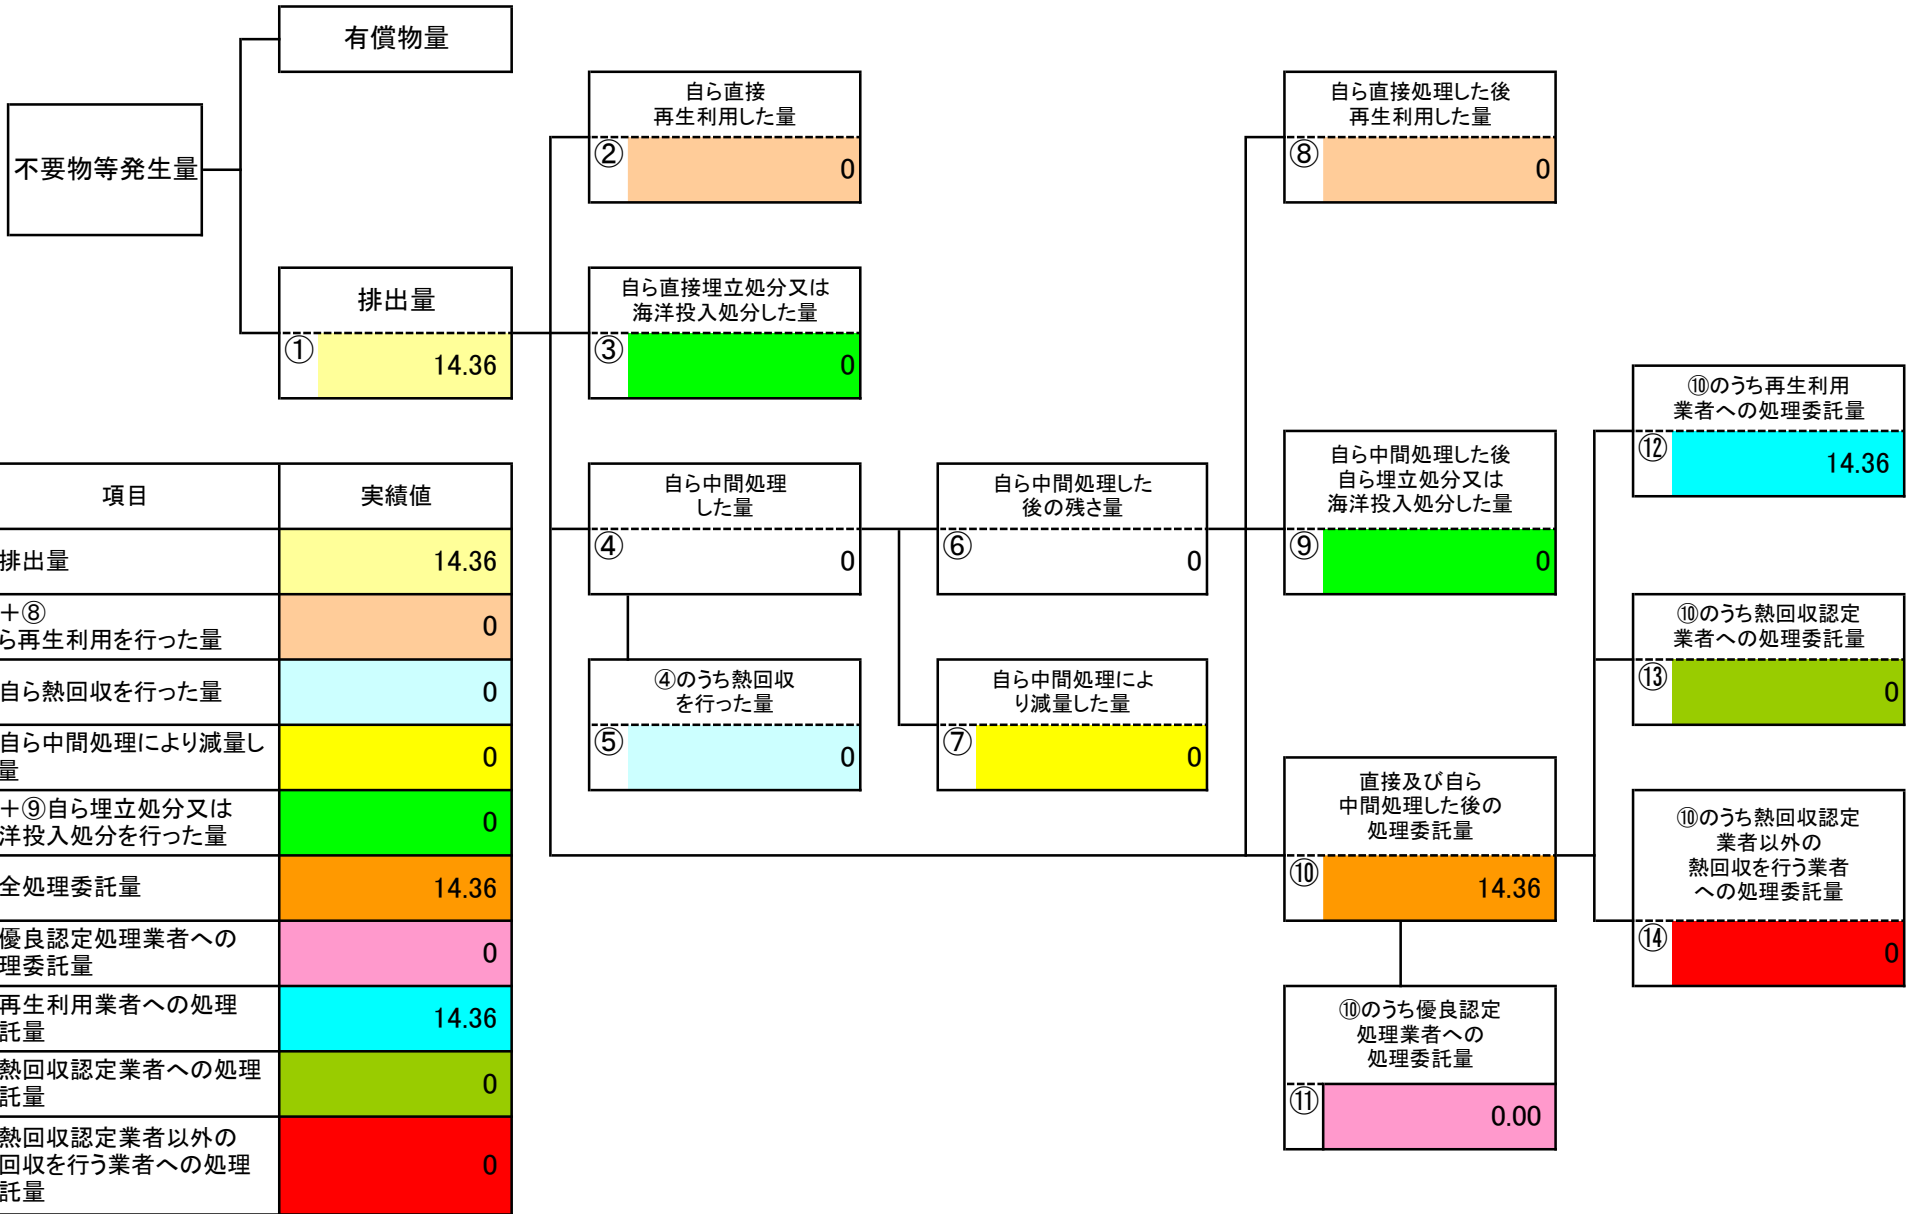 有償物量
不要物等発生量
排出量
①
14.36
自ら直接
再生利用した量
②
0
自ら直接埋立処分又は
海洋投入処分した量
③
0
自ら中間処理
した量
④
0
④のうち熱回収
を行った量
⑤
0
自ら中間処理した
後の残さ量
⑥
0
自ら中間処理によ
り減量した量
⑦
0
自ら直接処理した後
再生利用した量
⑧
0
自ら中間処理した後
自ら埋立処分又は
海洋投入処分した量
⑨
0
直接及び自ら
中間処理した後の
処理委託量
⑩
14.36
⑩のうち優良認定
処理業者への
処理委託量
⑪
0.00
⑩のうち再生利用
業者への処理委託量
⑫
14.36
⑩のうち熱回収認定
業者への処理委託量
⑬
0
⑩のうち熱回収認定
業者以外の
熱回収を行う業者
への処理委託量
⑭
0
項目 実績値
排出量 14.36
+⑧
ら再生利用を行った量 0
自ら熱回収を行った量 0
自ら中間処理により減量し
量 0
+⑨自ら埋立処分又は
洋投入処分を行った量 0
全処理委託量 14.36
優良認定処理業者への
理委託量 0
再生利用業者への処理
託量 14.36
熱回収認定業者への処理
託量 0
熱回収認定業者以外の
回収を行う業者への処理
託量 0